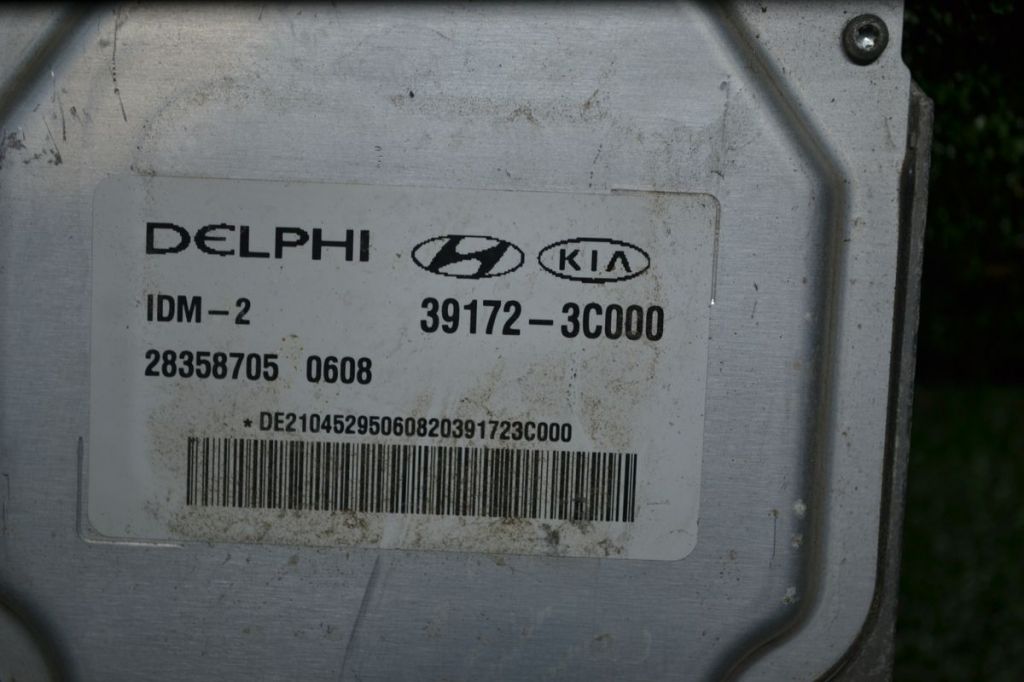 DELPHI KIA
IDM-2 39172-3C000
28358705 0608
*DE21045295060820391723C000